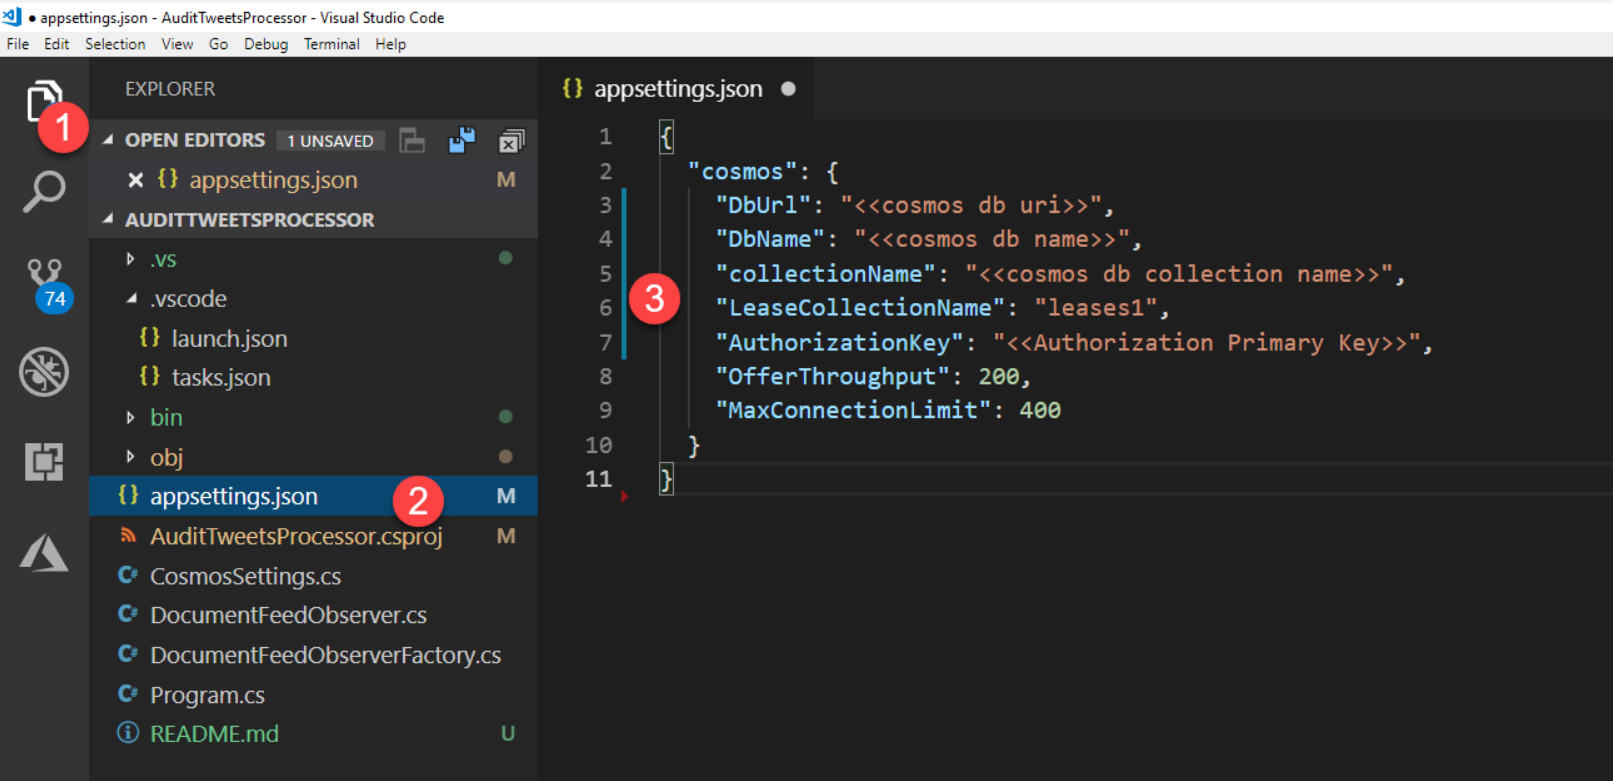 ● appsettings.json - AuditTweetsProcessor - Visual Studio Code
File Edit Selection View Go Debug Terminal Help
EXPLORER
1
OPEN EDITORS 1 UNSAVED
{} appsettings.json M
AUDITTWEETSPROCESSOR
.vs
74
.vscode
{} launch.json
{} tasks.json
bin
obj
{} appsettings.json 2 M
AuditTweetsProcessor.csproj M
C# CosmosSettings.cs
C# DocumentFeedObserver.cs
C# DocumentFeedObserverFactory.cs
C# Program.cs
README.md U
{} appsettings.json ●
1 {
2 "cosmos": {
3 "DbUrl": "<<cosmos db uri>>",
4 "DbName": "<<cosmos db name>>",
5 "collectionName": "<<cosmos db collection name>>",
3
6 "LeaseCollectionName": "leases1",
7 "AuthorizationKey": "<<Authorization Primary Key>>",
8 "OfferThroughput": 200,
9 "MaxConnectionLimit": 400
10 }
11 }